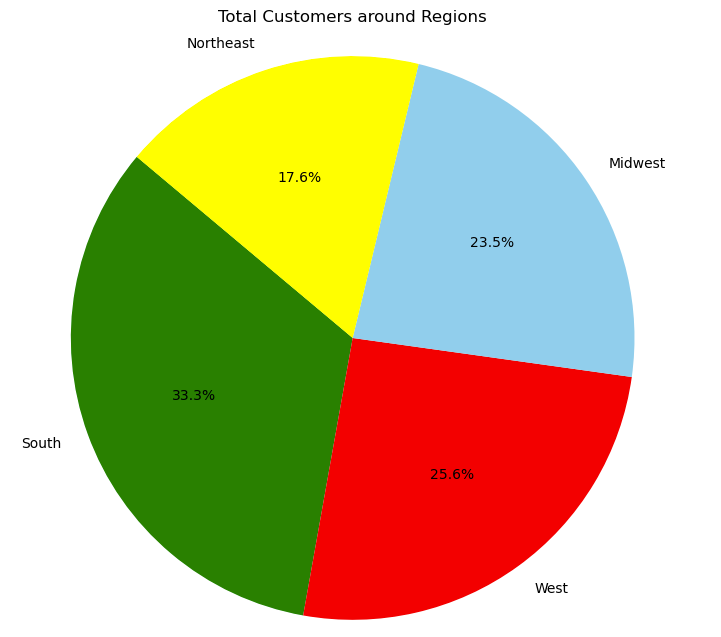 Total Customers around Regions
Northeast
Midwest
17.6%
23.5%
33.3%
South
25.6%
West